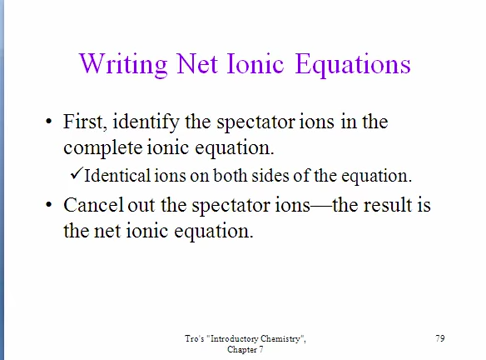 Writing Net Ionic Equations
• First, identify the spectator ions in the
complete ionic equation.
✓Identical ions on both sides of the equation.
• Cancel out the spectator ions—the result is
the net ionic equation.
Tro's "Introductory Chemistry",
Chapter 7
79